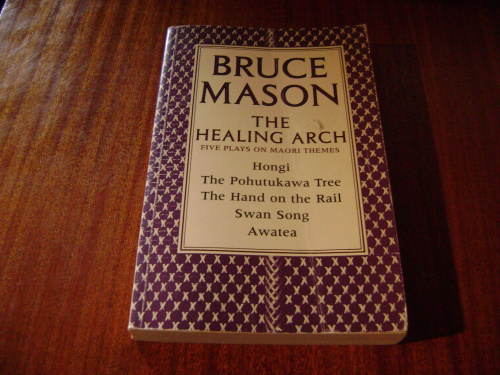 BRUCE
MASON
THE
HEALING ARCH
FIVE PLAYS ON MAORI THEMES
Hongi
The Pohutukawa Tree
The Hand on the Rail
Swan Song
Awatea